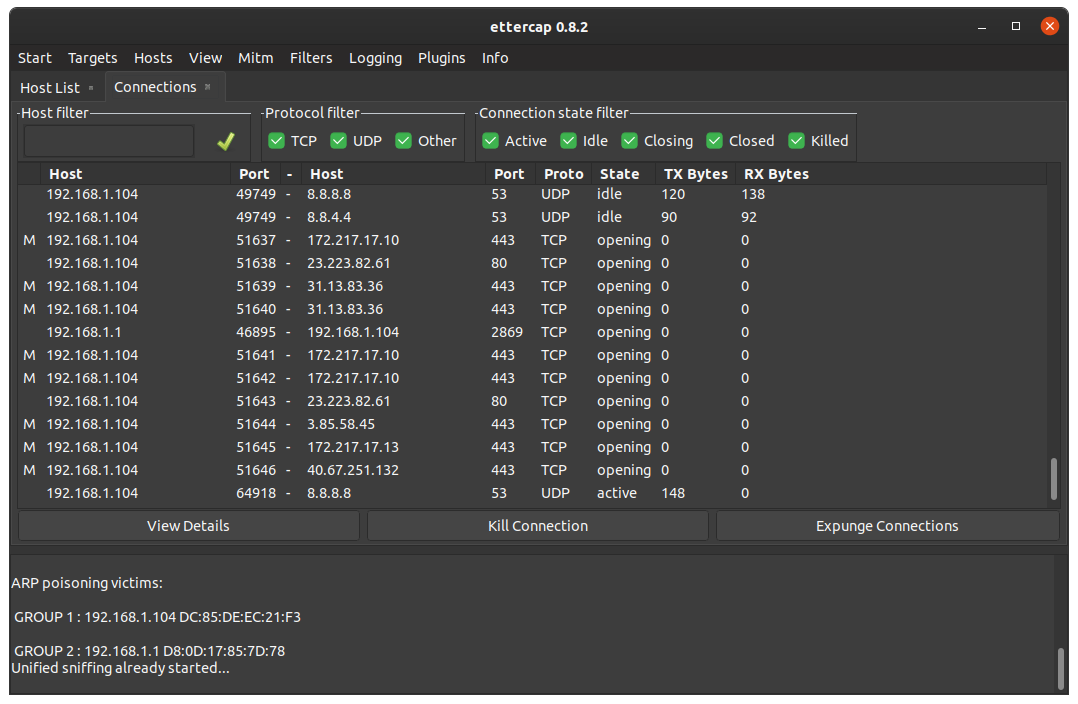 ettercap 0.8.2
Start Targets Hosts View Mitm Filters Logging Plugins Info
Host List Connections
Host filter Protocol filter Connection state filter
TCP UDP Other Active Idle Closing Closed Killed
Host Port - Host Port Proto State TX Bytes RX Bytes
192.168.1.104 49749 - 8.8.8.8 53 UDP idle 120 138
192.168.1.104 49749 - 8.8.4.4 53 UDP idle 90 92
M 192.168.1.104 51637 - 172.217.17.10 443 TCP opening 0 0
192.168.1.104 51638 - 23.223.82.61 80 TCP opening 0 0
M 192.168.1.104 51639 - 31.13.83.36 443 TCP opening 0 0
M 192.168.1.104 51640 - 31.13.83.36 443 TCP opening 0 0
192.168.1.1 46895 - 192.168.1.104 2869 TCP opening 0 0
M 192.168.1.104 51641 - 172.217.17.10 443 TCP opening 0 0
M 192.168.1.104 51642 - 172.217.17.10 443 TCP opening 0 0
192.168.1.104 51643 - 23.223.82.61 80 TCP opening 0 0
M 192.168.1.104 51644 - 3.85.58.45 443 TCP opening 0 0
M 192.168.1.104 51645 - 172.217.17.13 443 TCP opening 0 0
M 192.168.1.104 51646 - 40.67.251.132 443 TCP opening 0 0
192.168.1.104 64918 - 8.8.8.8 53 UDP active 148 0
View Details Kill Connection Expunge Connections
ARP poisoning victims:
GROUP 1 : 192.168.1.104 DC:85:DE:EC:21:F3
GROUP 2 : 192.168.1.1 D8:0D:17:85:7D:78
Unified sniffing already started...